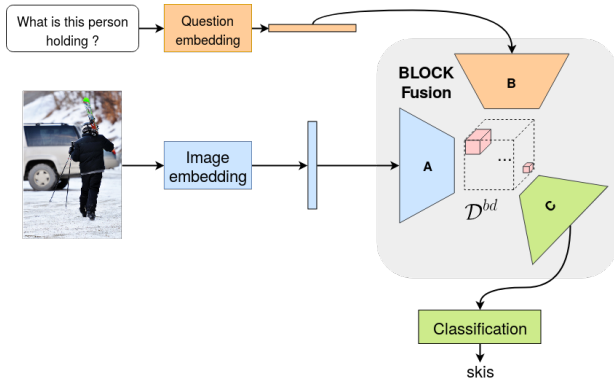 What is this person
holding ?
Question
embedding
BLOCK
Fusion
B
Image
embedding
A
...
C
𝒟^{bd}
Classification
skis